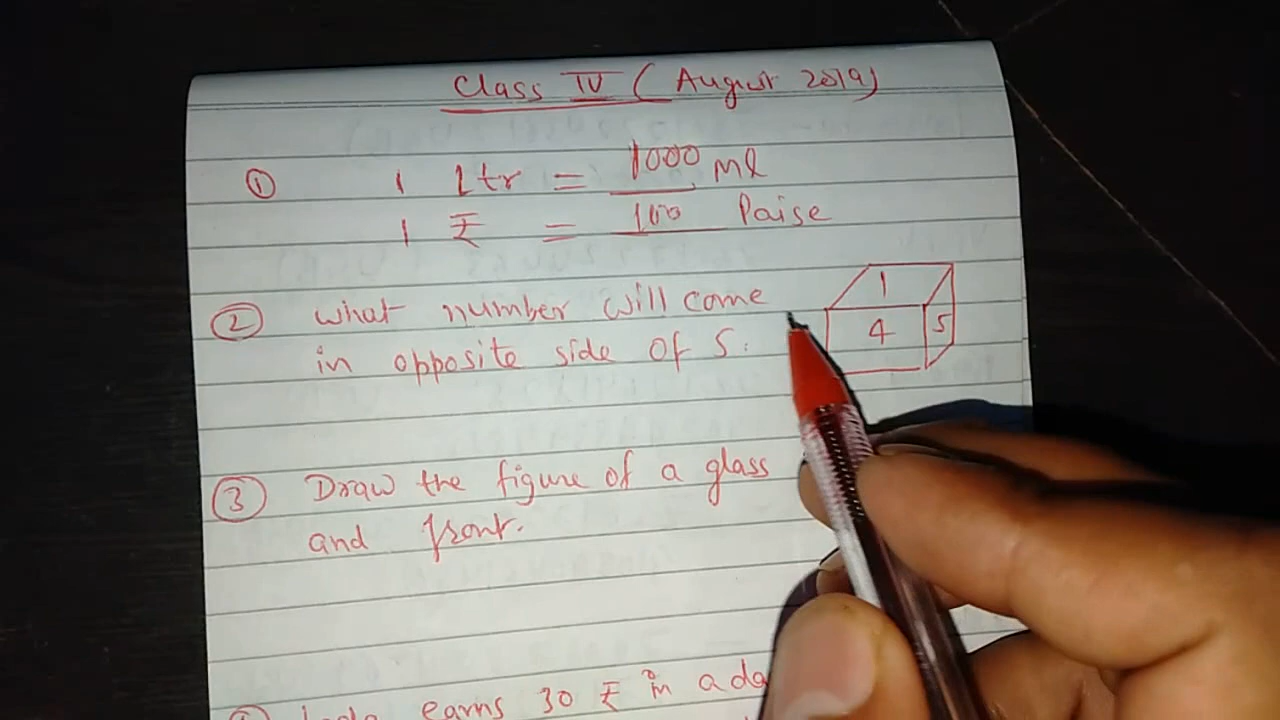 Class IV (August 2019)
① 1 Ltr = 1000 Ml
1 ₹ = 100 Paise
② What number will come
in opposite side of 5.
1
4 5
③ Draw the figure of a glass
and front.
earns 30 ₹ in a da